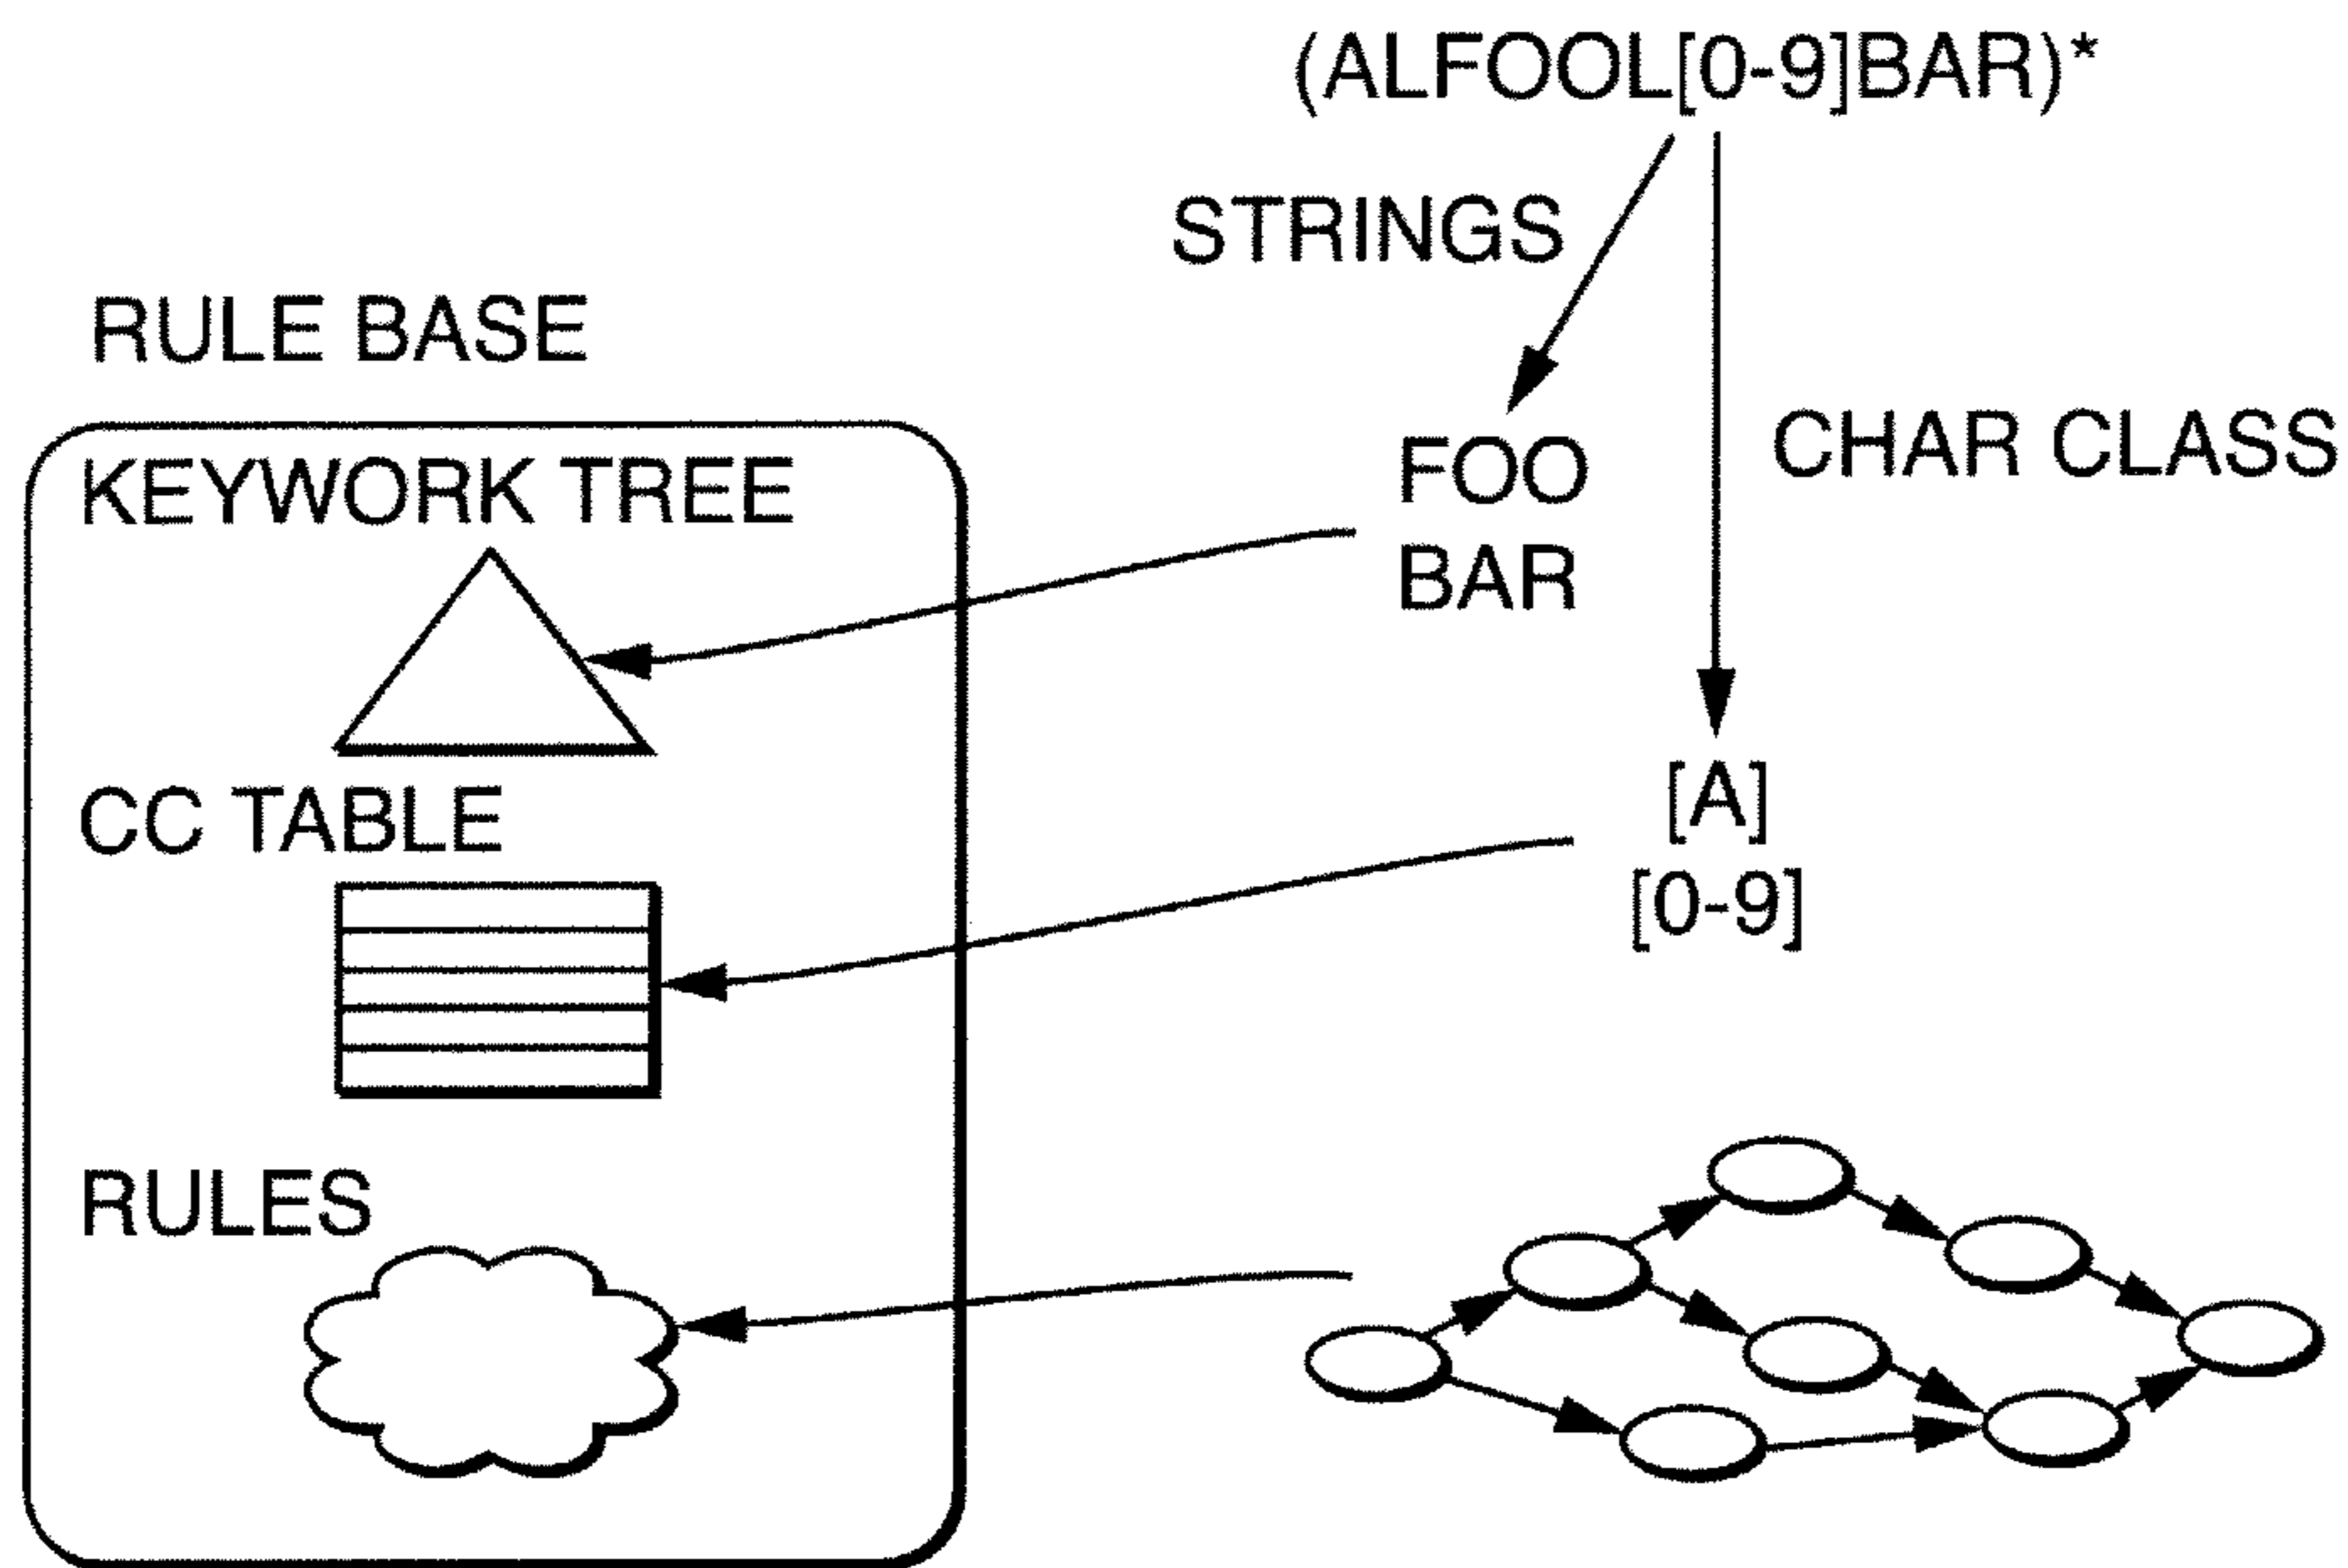 (ALFOOL[0-9]BAR)*
STRINGS
RULE BASE
CHAR CLASS
FOO
BAR
KEYWORK TREE
[A]
[0-9]
CC TABLE
RULES